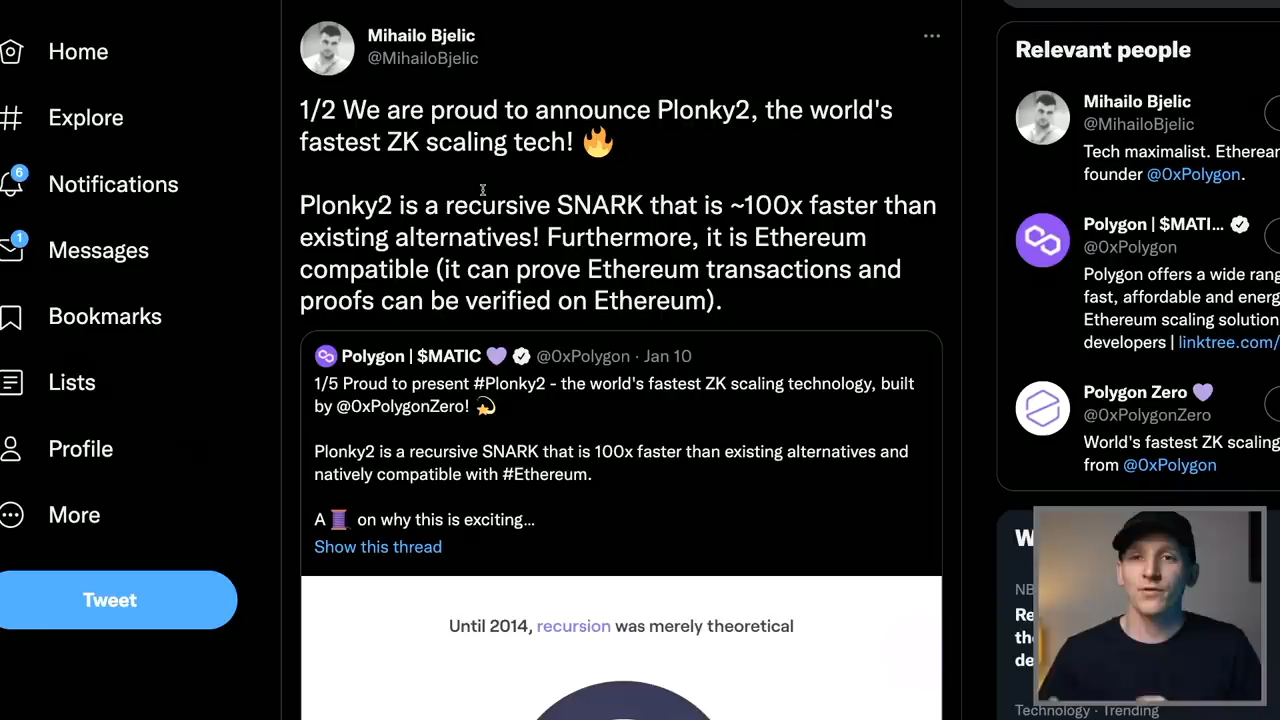 Home
Explore
6
Notifications
1
Messages
Bookmarks
Lists
Profile
More
Tweet
Mihailo Bjelic
@MihailoBjelic
1/2 We are proud to announce Plonky2, the world's
fastest ZK scaling tech! 🔥
Plonky2 is a recursive SNARK that is ~100x faster than
existing alternatives! Furthermore, it is Ethereum
compatible (it can prove Ethereum transactions and
proofs can be verified on Ethereum).
Polygon | $MATIC 💜 @0xPolygon · Jan 10
1/5 Proud to present #Plonky2 - the world's fastest ZK scaling technology, built
by @0xPolygonZero! 💫
Plonky2 is a recursive SNARK that is 100x faster than existing alternatives and
natively compatible with #Ethereum.
A 🧵 on why this is exciting...
Show this thread
Until 2014, recursion was merely theoretical
Relevant people
Mihailo Bjelic
@MihailoBjelic
Tech maximalist. Etherean
founder @0xPolygon.
Polygon | $MATI...
@0xPolygon
Polygon offers a wide rang
fast, affordable and energ
Ethereum scaling solution
developers | linktree.com/
Polygon Zero 💜
@0xPolygonZero
World's fastest ZK scaling
from @0xPolygon
W
NB
Re
the
de
Technology · Trending